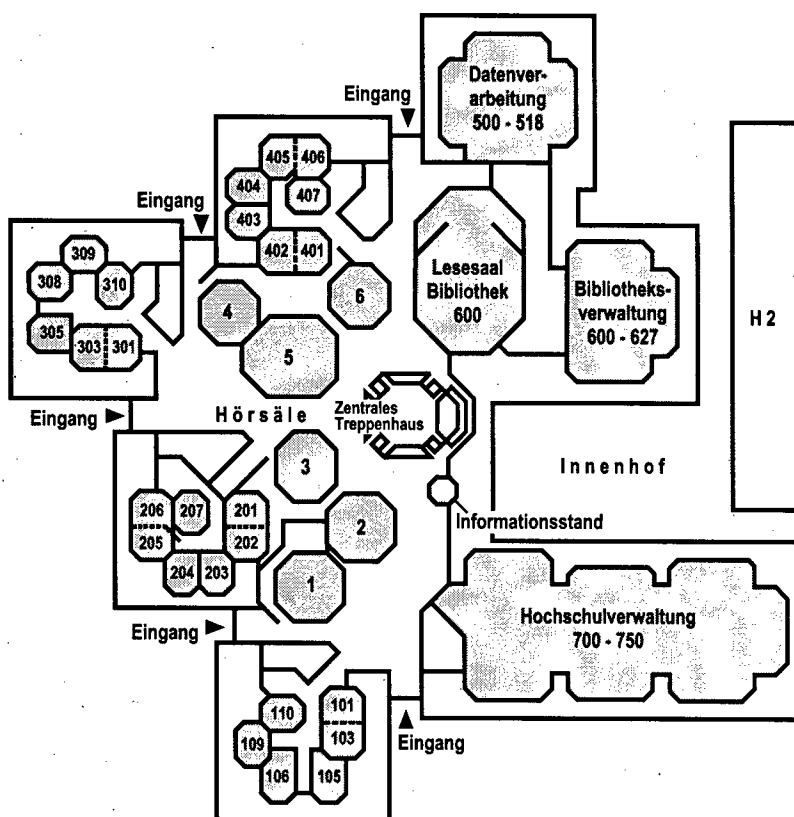 Datenver-
arbeitung
500 - 518
Eingang
405
406
404
407
403
402
401
Eingang
309
308
310
305
303
301
Lesesaal
Bibliothek
600
Bibliotheks-
verwaltung
600 - 627
H 2
4
6
5
Eingang
Hörsäle
Zentrales
Treppenhaus
3
Innenhof
206
207
201
205
202
204
203
2
Informationsstand
1
Eingang
Hochschulverwaltung
700 - 750
110
101
109
103
106
105
Eingang